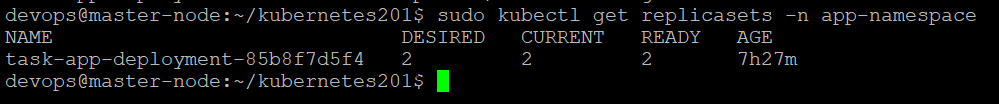 devops@master-node:~/kubernetes201$ sudo kubectl get replicasets -n app-namespace
NAME DESIRED CURRENT READY AGE
task-app-deployment-85b8f7d5f4 2 2 2 7h27m
devops@master-node:~/kubernetes201$